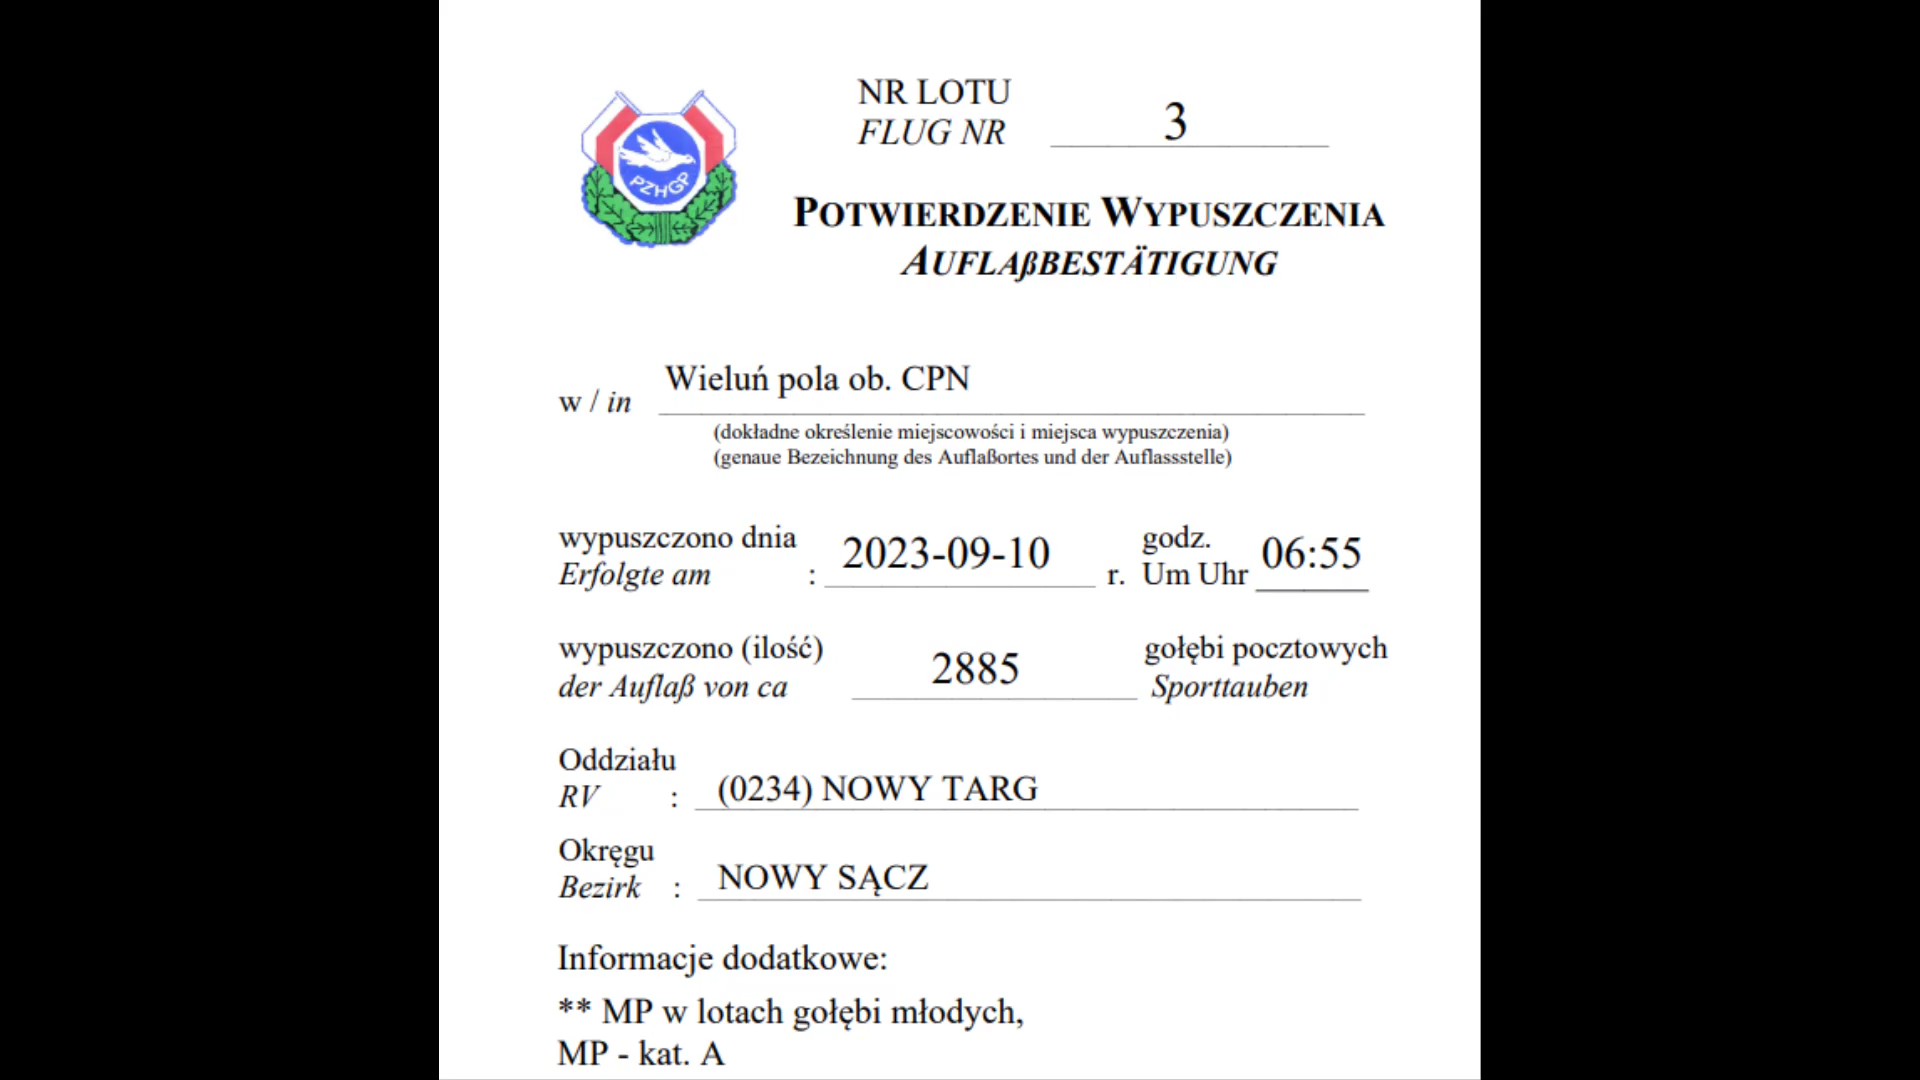 PZHGP
NR LOTU
FLUG NR
3
POTWIERDZENIE WYPUSZCZENIA
AUFLAßBESTÄTIGUNG
w / in Wieluń pola ob. CPN
(dokładne określenie miejscowości i miejsca wypuszczenia)
(genaue Bezeichnung des Auflaßortes und der Auflassstelle)
wypuszczono dnia
Erfolgte am : 2023-09-10 r.
godz.
Um Uhr 06:55
wypuszczono (ilość)
der Auflaß von ca 2885
gołębi pocztowych
Sporttauben
Oddziału
RV : (0234) NOWY TARG
Okręgu
Bezirk : NOWY SĄCZ
Informacje dodatkowe:
** MP w lotach gołębi młodych,
MP - kat. A